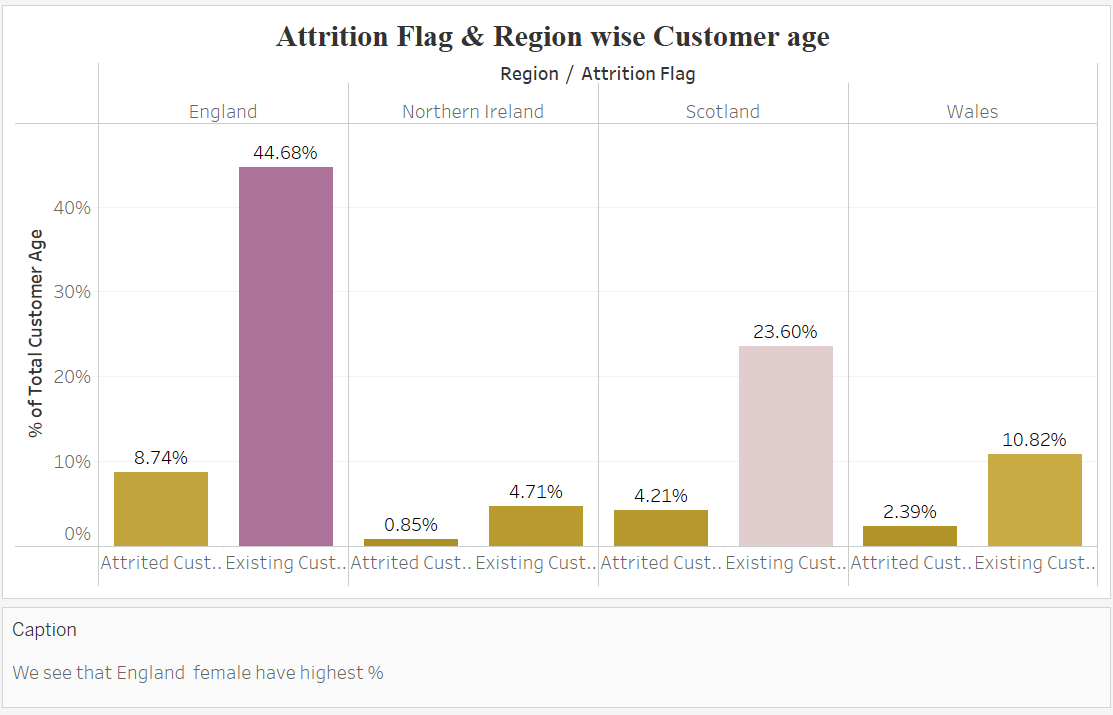 Attrition Flag & Region wise Customer age
Region / Attrition Flag
England Northern Ireland Scotland Wales
% of Total Customer Age
40%
30%
20%
10%
0%
8.74%
44.68%
0.85%
4.71%
4.21%
23.60%
2.39%
10.82%
Attrited Cust.. Existing Cust.. Attrited Cust.. Existing Cust.. Attrited Cust.. Existing Cust.. Attrited Cust.. Existing Cust..
Caption
We see that England female have highest %